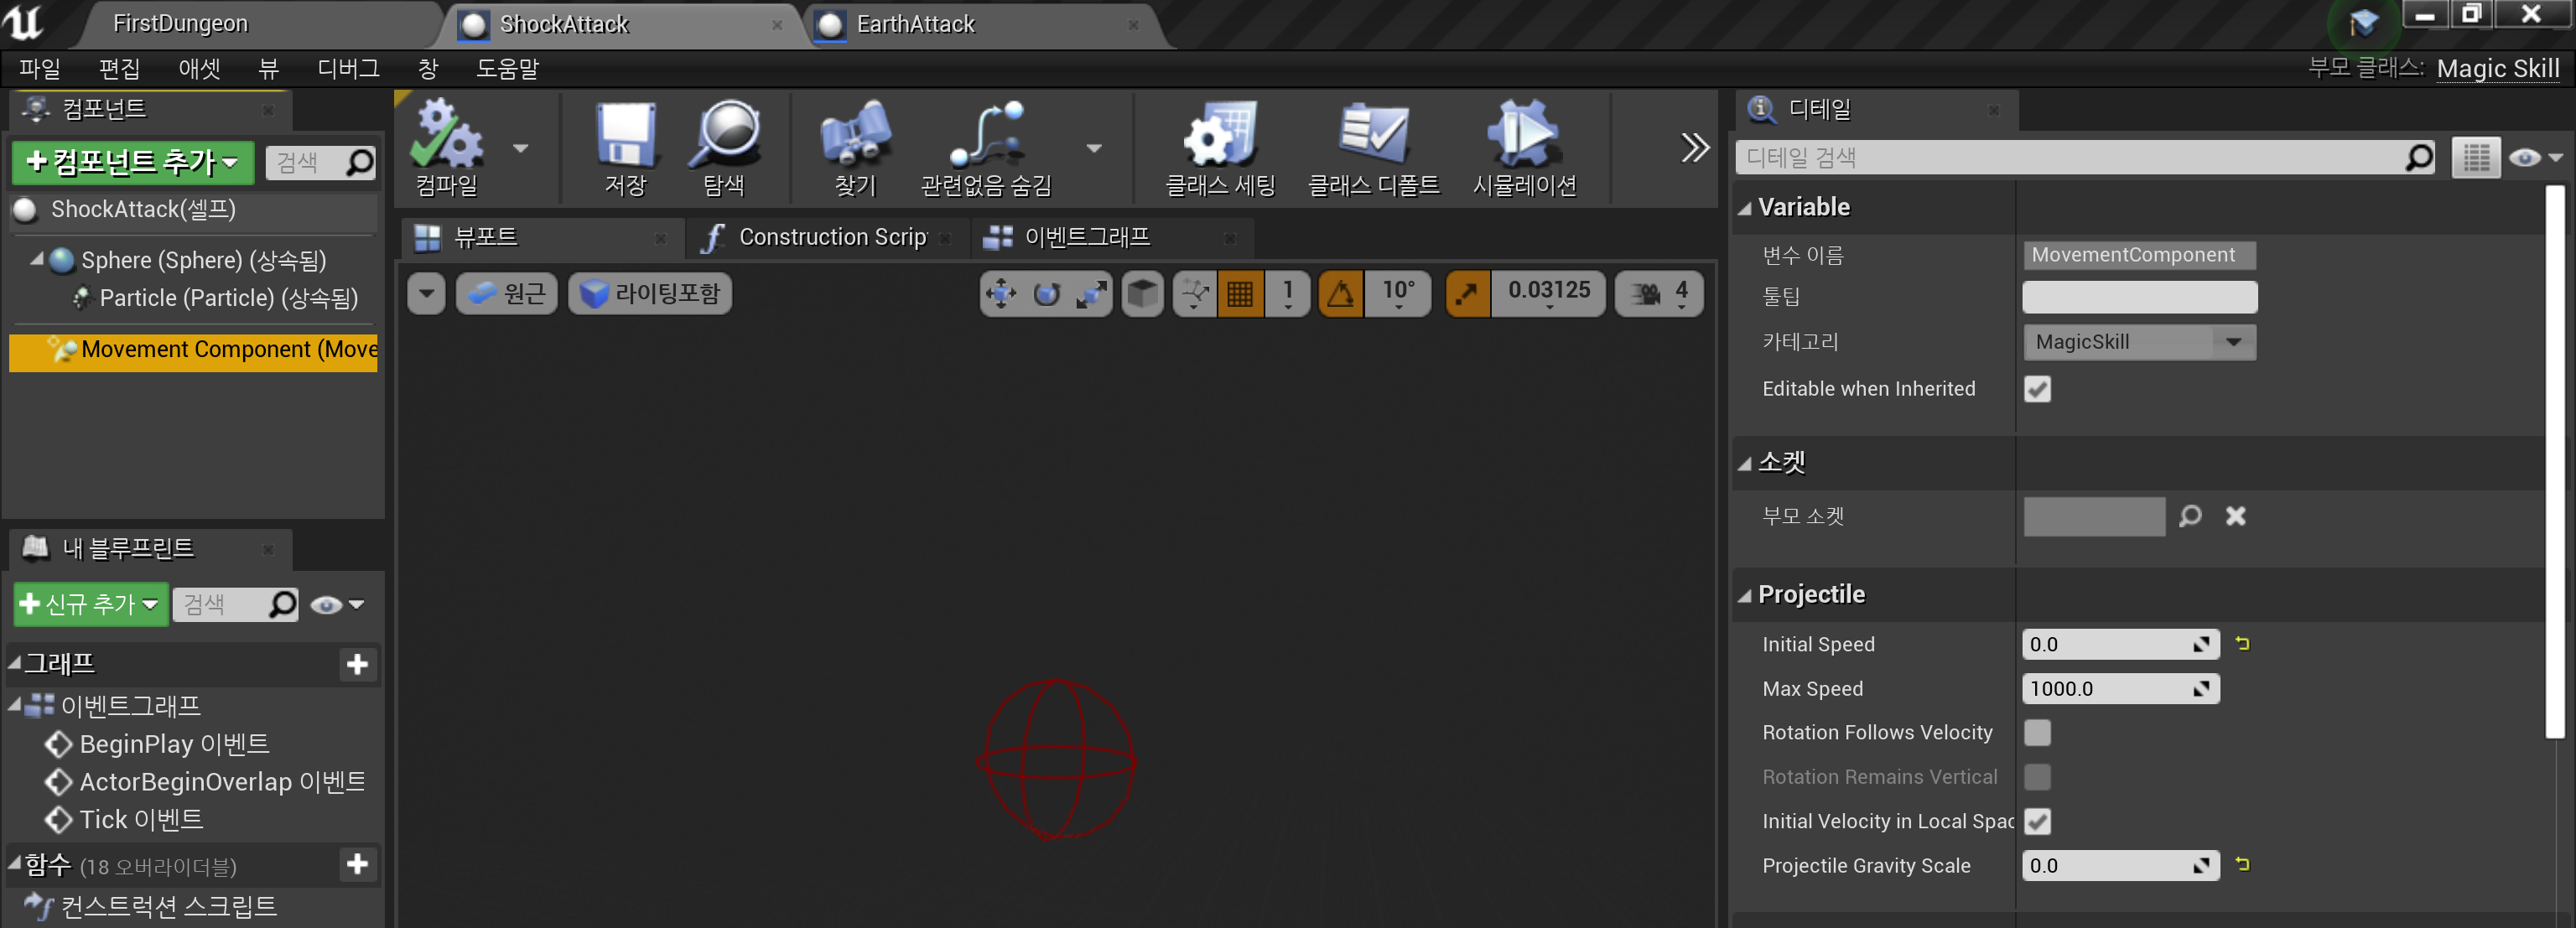 FirstDungeon
ShockAttack
EarthAttack
파일 편집 애셋 뷰 디버그 창 도움말
부모 클래스: Magic Skill
컴포넌트
+컴포넌트 추가
검색
ShockAttack(셀프)
Sphere (Sphere) (상속됨)
Particle (Particle) (상속됨)
Movement Component (Move
내 블루프린트
신규 추가
검색
그래프
이벤트그래프
BeginPlay 이벤트
ActorBeginOverlap 이벤트
Tick 이벤트
함수 (18 오버라이더블)
컨스트럭션 스크립트
컴파일
저장
탐색
찾기
관련없음 숨김
클래스 세팅
클래스 디폴트
시뮬레이션
뷰포트
Construction Scrip
이벤트그래프
원근
라이팅포함
1
10°
0.03125
4
디테일
디테일 검색
Variable
변수 이름 MovementComponent
툴팁
카테고리 MagicSkill
Editable when Inherited
소켓
부모 소켓
Projectile
Initial Speed 0.0
Max Speed 1000.0
Rotation Follows Velocity
Rotation Remains Vertical
Initial Velocity in Local Spac
Projectile Gravity Scale 0.0